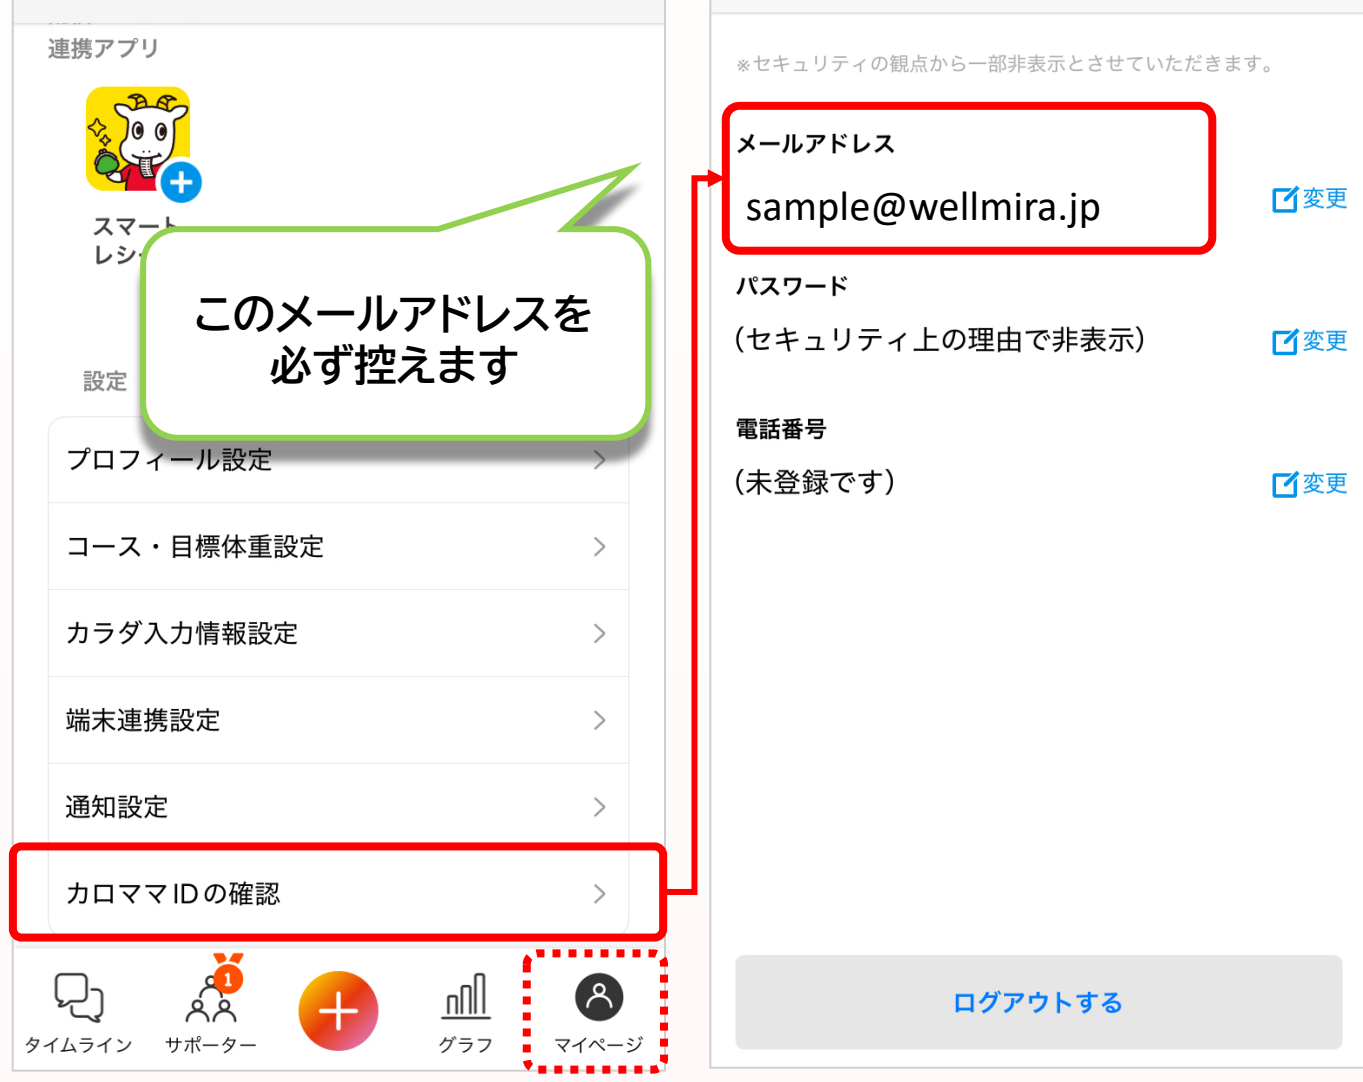 連携アプリ
スマート
レシ
このメールアドレスを
必ず控えます
設定
プロフィール設定
コース・目標体重設定
カラダ入力情報設定
端末連携設定
通知設定
カロママIDの確認
1
タイムライン
サポーター
グラフ
マイページ
※セキュリティの観点から一部非表示とさせていただきます。
メールアドレス
sample@wellmira.jp
変更
パスワード
(セキュリティ上の理由で非表示)
変更
電話番号
(未登録です)
変更
ログアウトする